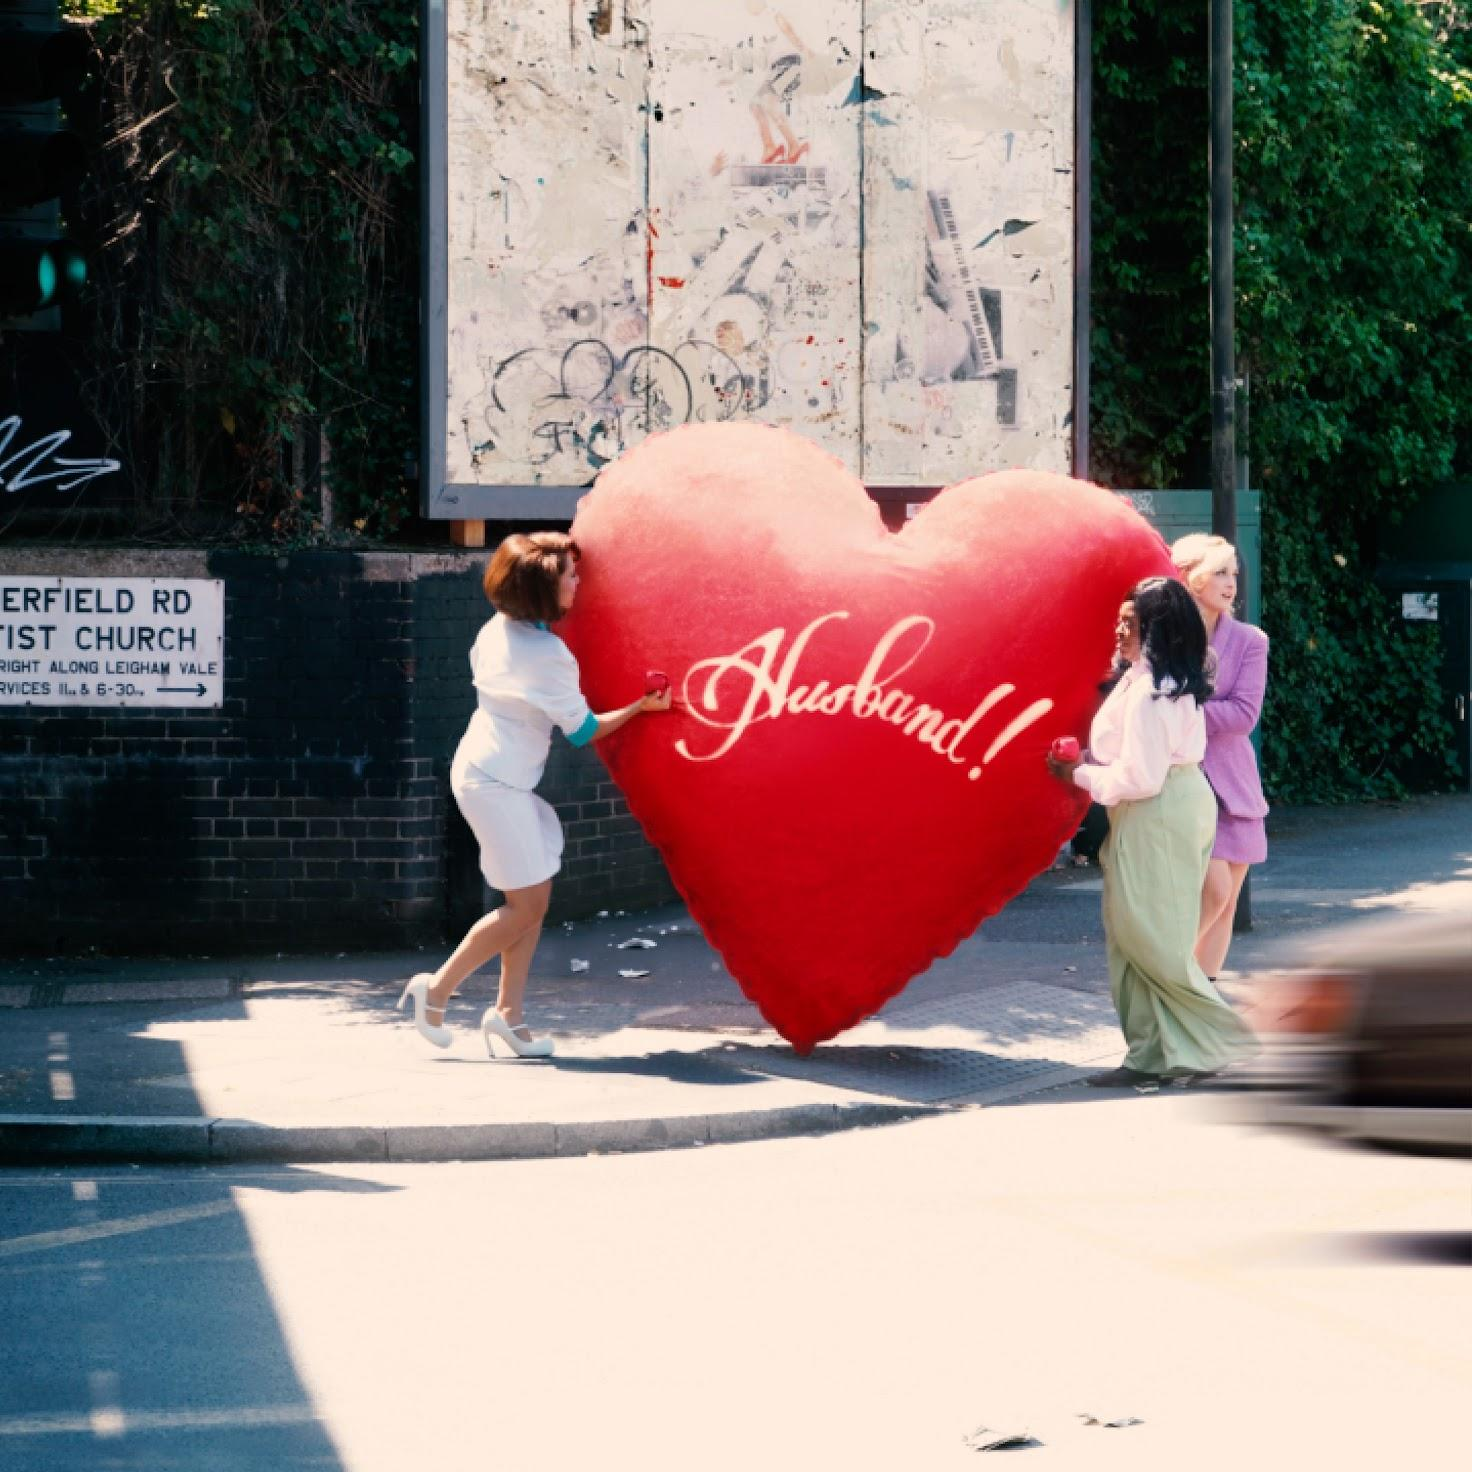 ERFIELD RD
TIST CHURCH
RIGHT ALONG LEIGHAM VALE
RVICES 11 & 6-30
Husband!